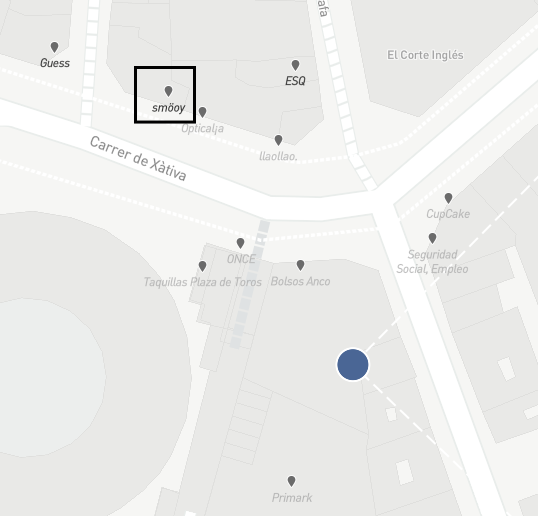 afa
El Corte Inglés
Guess
ESQ
smöoy
Opticalia
llaollao.
Carrer de Xàtiva
CupCake
ONCE
Seguridad
Social, Empleo
Taquillas Plaza de Toros
Bolsos Anco
Primark